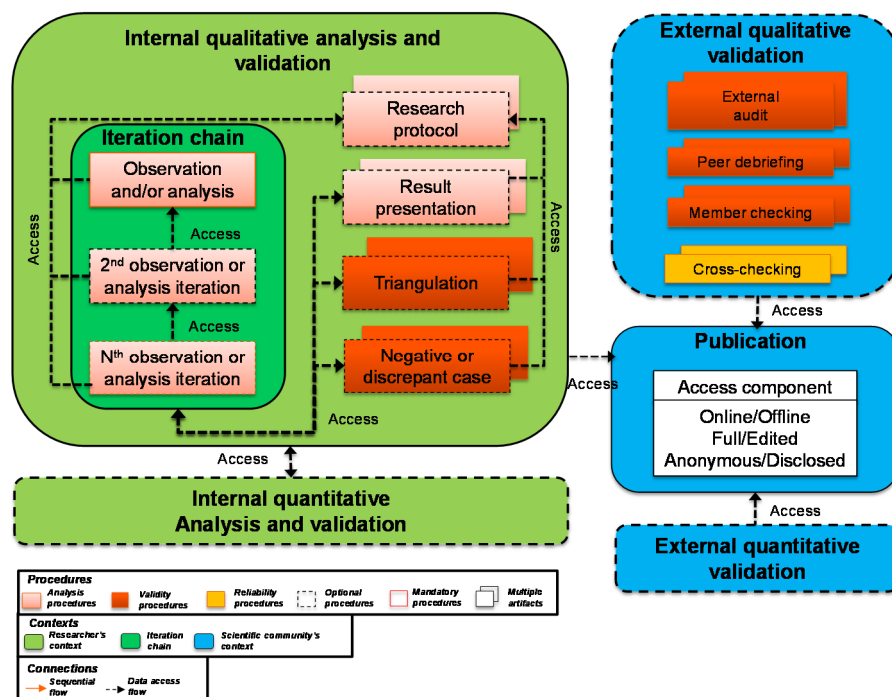 Internal qualitative analysis and
validation
Research
protocol
Iteration chain
Observation
and/or analysis
Access
Access
2nd observation or
analysis iteration
Access
Nth observation or
analysis iteration
Result
presentation
Triangulation
Negative or
discrepant case
Access
Access
Access
Internal quantitative
Analysis and validation
External qualitative
validation
External
audit
Peer debriefing
Member checking
Cross-checking
Access
Access
Publication
Access component
Online/Offline
Full/Edited
Anonymous/Disclosed
Access
External quantitative
validation
Procedures
Analysis
procedures
Validity
procedures
Reliability
procedures
Optional
procedures
Mandatory
procedures
Multiple
artifacts
Contexts
Researcher's
context
Iteration
chain
Scientific community's
context
Connections
Sequential
flow
Data access
flow